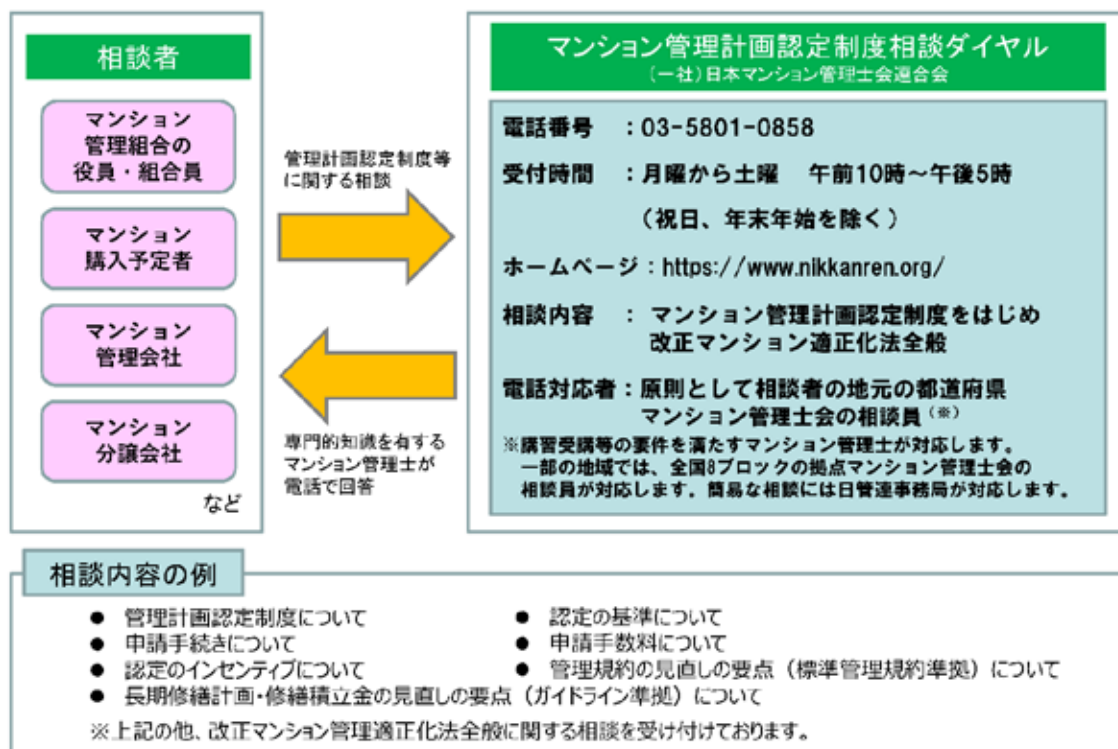 相談者
マンション
管理組合の
役員・組合員
マンション
購入予定者
マンション
管理会社
マンション
分譲会社
など
管理計画認定制度等
に関する相談
専門的知識を有する
マンション管理士が
電話で回答
マンション管理計画認定制度相談ダイヤル
(一社)日本マンション管理士会連合会
電話番号 :03-5801-0858
受付時間 :月曜から土曜 午前10時~午後5時
(祝日、年末年始を除く)
ホームページ:https://www.nikkanren.org/
相談内容 : マンション管理計画認定制度をはじめ
改正マンション適正化法全般
電話対応者:原則として相談者の地元の都道府県
マンション管理士会の相談員(※)
※講習受講等の要件を満たすマンション管理士が対応します。
一部の地域では、全国8ブロックの拠点マンション管理士会の
相談員が対応します。簡易な相談には日管連事務局が対応します。
相談内容の例
● 管理計画認定制度について
● 認定の基準について
● 申請手続きについて
● 申請手数料について
● 認定のインセンティブについて
● 管理規約の見直しの要点(標準管理規約準拠)について
● 長期修繕計画・修繕積立金の見直しの要点(ガイドライン準拠)について
※上記の他、改正マンション管理適正化法全般に関する相談を受け付けております。